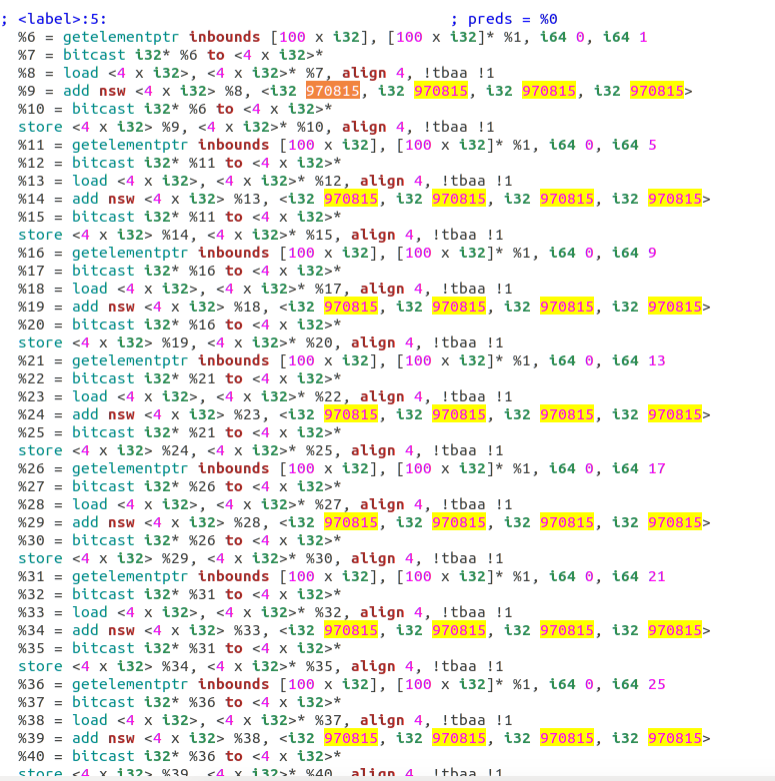 ; <label>:5:                                      ; preds = %0
  %6 = getelementptr inbounds [100 x i32], [100 x i32]* %1, i64 0, i64 1
  %7 = bitcast i32* %6 to <4 x i32>*
  %8 = load <4 x i32>, <4 x i32>* %7, align 4, !tbaa !1
  %9 = add nsw <4 x i32> %8, <i32 970815, i32 970815, i32 970815, i32 970815>
  %10 = bitcast i32* %6 to <4 x i32>*
  store <4 x i32> %9, <4 x i32>* %10, align 4, !tbaa !1
  %11 = getelementptr inbounds [100 x i32], [100 x i32]* %1, i64 0, i64 5
  %12 = bitcast i32* %11 to <4 x i32>*
  %13 = load <4 x i32>, <4 x i32>* %12, align 4, !tbaa !1
  %14 = add nsw <4 x i32> %13, <i32 970815, i32 970815, i32 970815, i32 970815>
  %15 = bitcast i32* %11 to <4 x i32>*
  store <4 x i32> %14, <4 x i32>* %15, align 4, !tbaa !1
  %16 = getelementptr inbounds [100 x i32], [100 x i32]* %1, i64 0, i64 9
  %17 = bitcast i32* %16 to <4 x i32>*
  %18 = load <4 x i32>, <4 x i32>* %17, align 4, !tbaa !1
  %19 = add nsw <4 x i32> %18, <i32 970815, i32 970815, i32 970815, i32 970815>
  %20 = bitcast i32* %16 to <4 x i32>*
  store <4 x i32> %19, <4 x i32>* %20, align 4, !tbaa !1
  %21 = getelementptr inbounds [100 x i32], [100 x i32]* %1, i64 0, i64 13
  %22 = bitcast i32* %21 to <4 x i32>*
  %23 = load <4 x i32>, <4 x i32>* %22, align 4, !tbaa !1
  %24 = add nsw <4 x i32> %23, <i32 970815, i32 970815, i32 970815, i32 970815>
  %25 = bitcast i32* %21 to <4 x i32>*
  store <4 x i32> %24, <4 x i32>* %25, align 4, !tbaa !1
  %26 = getelementptr inbounds [100 x i32], [100 x i32]* %1, i64 0, i64 17
  %27 = bitcast i32* %26 to <4 x i32>*
  %28 = load <4 x i32>, <4 x i32>* %27, align 4, !tbaa !1
  %29 = add nsw <4 x i32> %28, <i32 970815, i32 970815, i32 970815, i32 970815>
  %30 = bitcast i32* %26 to <4 x i32>*
  store <4 x i32> %29, <4 x i32>* %30, align 4, !tbaa !1
  %31 = getelementptr inbounds [100 x i32], [100 x i32]* %1, i64 0, i64 21
  %32 = bitcast i32* %31 to <4 x i32>*
  %33 = load <4 x i32>, <4 x i32>* %32, align 4, !tbaa !1
  %34 = add nsw <4 x i32> %33, <i32 970815, i32 970815, i32 970815, i32 970815>
  %35 = bitcast i32* %31 to <4 x i32>*
  store <4 x i32> %34, <4 x i32>* %35, align 4, !tbaa !1
  %36 = getelementptr inbounds [100 x i32], [100 x i32]* %1, i64 0, i64 25
  %37 = bitcast i32* %36 to <4 x i32>*
  %38 = load <4 x i32>, <4 x i32>* %37, align 4, !tbaa !1
  %39 = add nsw <4 x i32> %38, <i32 970815, i32 970815, i32 970815, i32 970815>
  %40 = bitcast i32* %36 to <4 x i32>*
  store <4 x i32> %39, <4 x i32>* %40, align 4, !tbaa !1